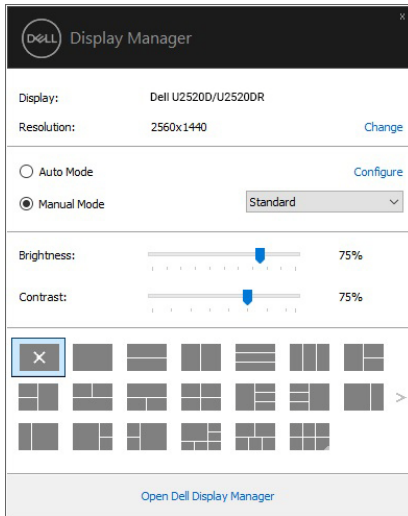 x
DELL Display Manager
Display: Dell U2520D/U2520DR
Resolution: 2560x1440 Change
Auto Mode Configure
Manual Mode Standard
Brightness: 75%
Contrast: 75%
Open Dell Display Manager